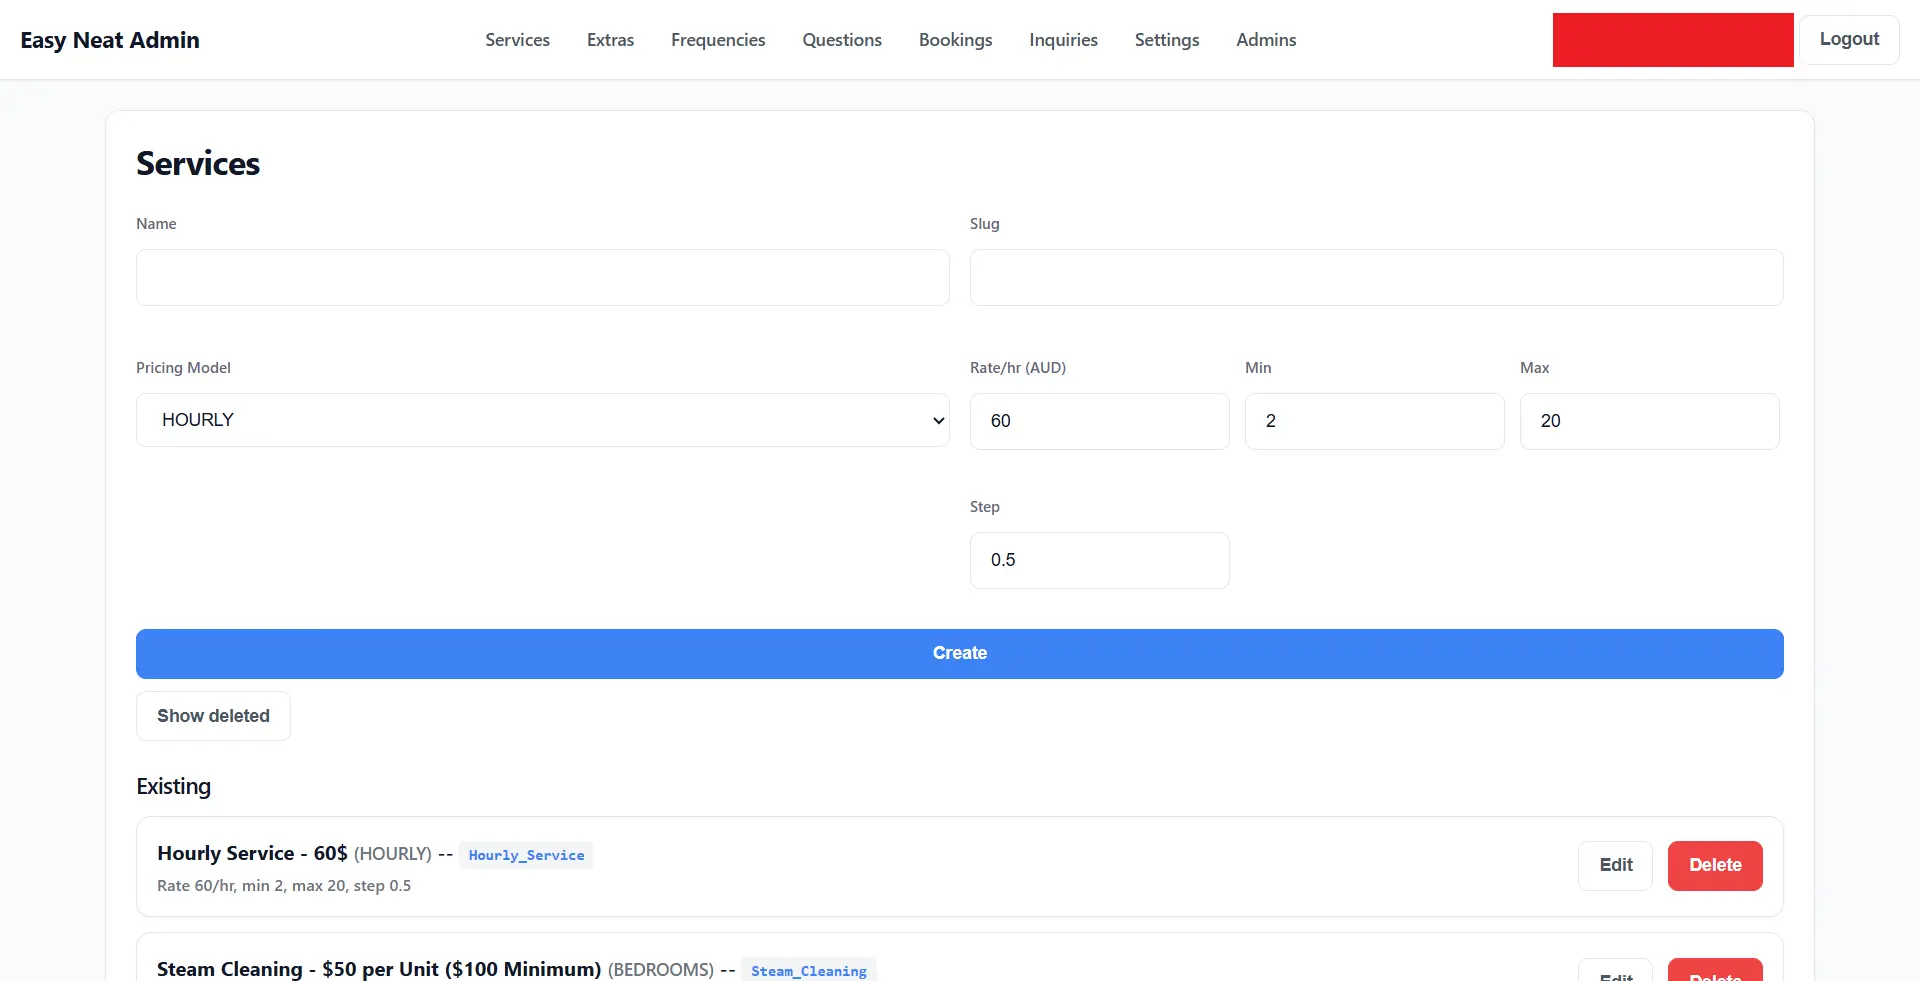 Easy Neat Admin
Services Extras Frequencies Questions Bookings Inquiries Settings Admins
Logout
Services
Name Slug
Pricing Model Rate/hr (AUD) Min Max
HOURLY 60 2 20
Step
0.5
Create
Show deleted
Existing
Hourly Service - 60$ (HOURLY) -- Hourly_Service
Rate 60/hr, min 2, max 20, step 0.5
Edit Delete
Steam Cleaning - $50 per Unit ($100 Minimum) (BEDROOMS) -- Steam_Cleaning
Edit Delete